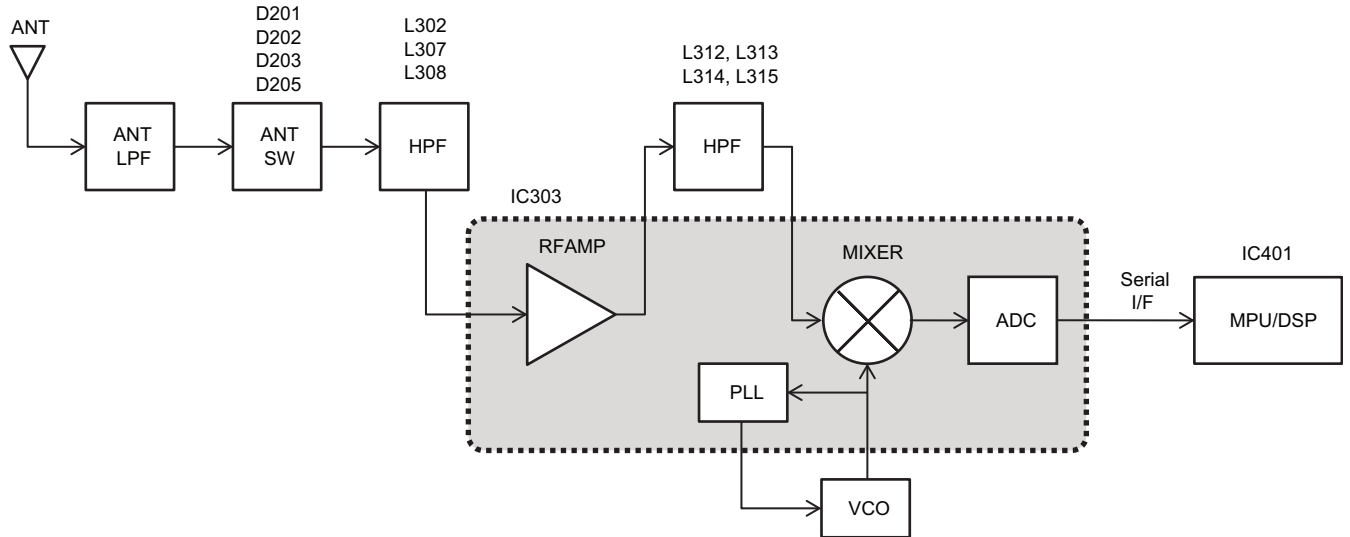 ANT
D201
D202
D203
D205
L302
L307
L308
L312, L313
L314, L315
ANT
LPF
ANT
SW
HPF
HPF
IC303
RFAMP
MIXER
ADC
Serial
I/F
IC401
MPU/DSP
PLL
VCO